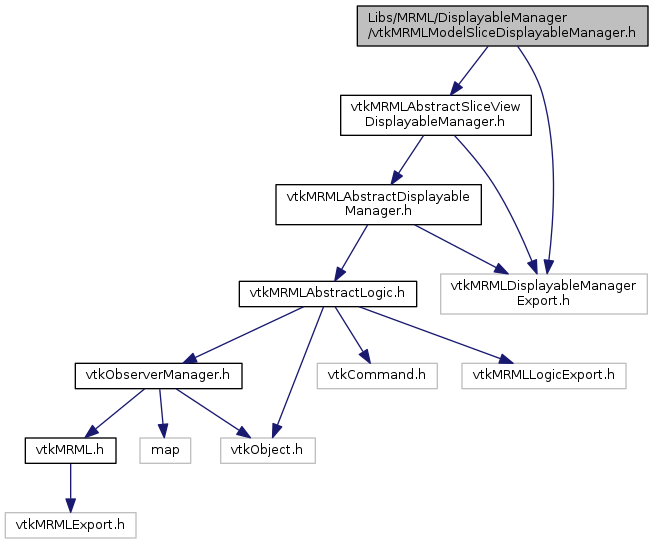 Libs/MRML/DisplayableManager
/vtkMRMLModelSliceDisplayableManager.h
vtkMRMLAbstractSliceView
DisplayableManager.h
vtkMRMLAbstractDisplayable
Manager.h
vtkMRMLDisplayableManager
Export.h
vtkMRMLAbstractLogic.h
vtkObserverManager.h
vtkCommand.h
vtkMRMLLogicExport.h
vtkMRML.h
map
vtkObject.h
vtkMRMLExport.h